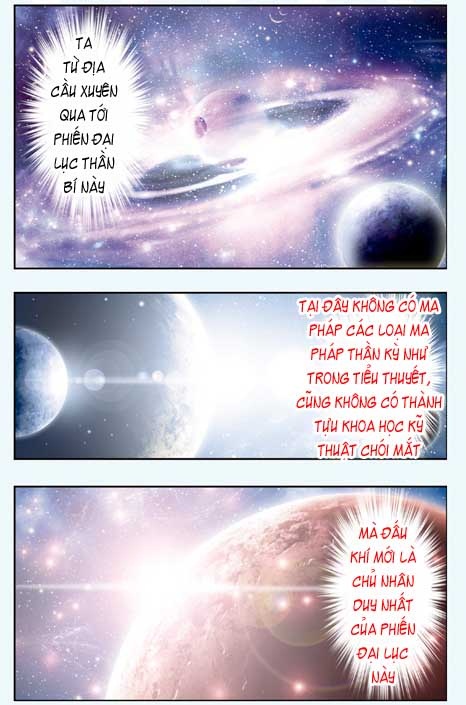 TA
TỪ ĐỊA
CẦU XUYÊN
QUA TỚI
PHIẾN ĐẠI
LỤC THẦN
BÍ NÀY
TẠI ĐÂY KHÔNG CÓ MA
PHÁP CÁC LOẠI MA
PHÁP THẦN KỲ NHƯ
TRONG TIỂU THUYẾT,
CŨNG KHÔNG CÓ THÀNH
TỰU KHOA HỌC KỸ
THUẬT CHÓI MẮT
MÀ ĐẤU
KHÍ MỚI LÀ
CHỦ NHÂN
DUY NHẤT
CỦA PHIẾN
ĐẠI LỤC
NÀY